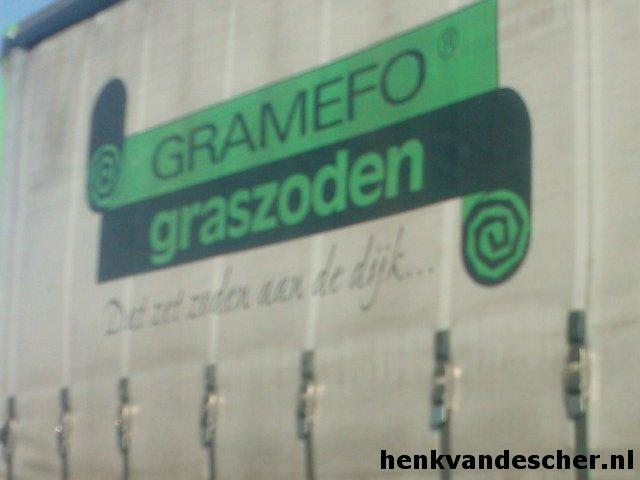 GRAMEFO®
graszoden
Dat zet zoden aan de dijk...
henkvandescher.nl